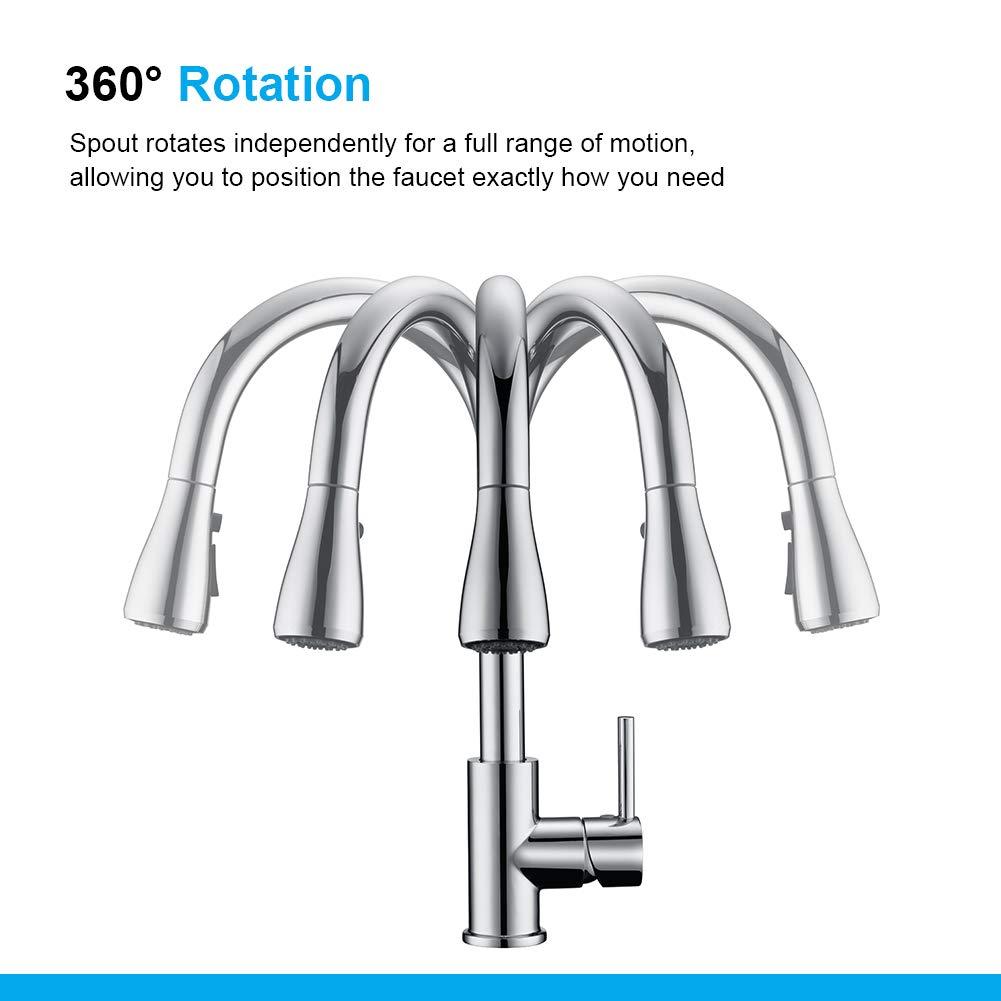 360° Rotation
Spout rotates independently for a full range of motion,
allowing you to position the faucet exactly how you need